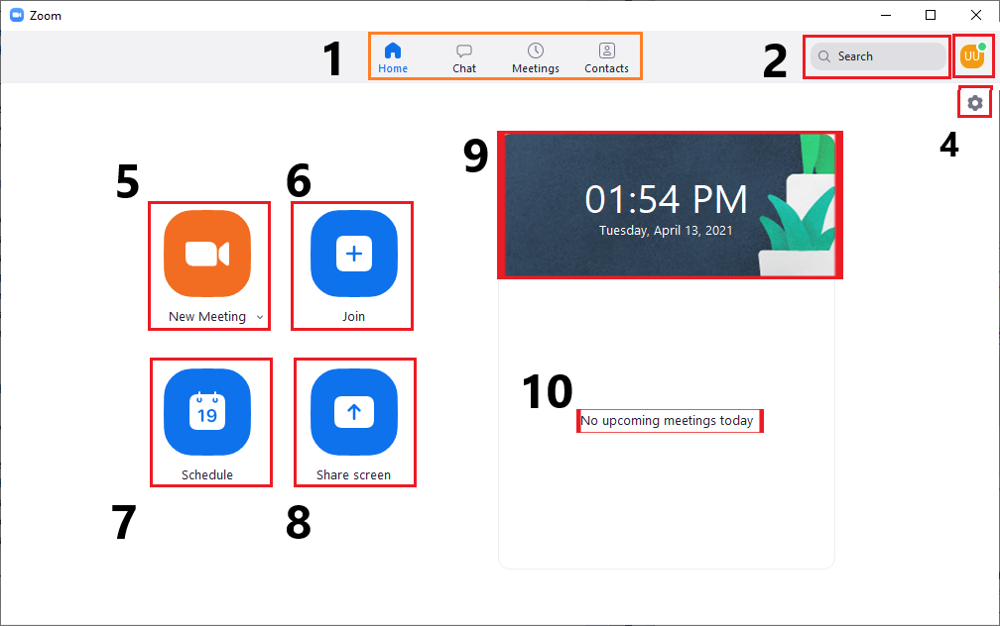 Zoom
1
Home Chat Meetings Contacts
2
Search
UU
4
5
6
9
01:54 PM
Tuesday, April 13, 2021
New Meeting
Join
10
No upcoming meetings today
19
Schedule
Share screen
7
8